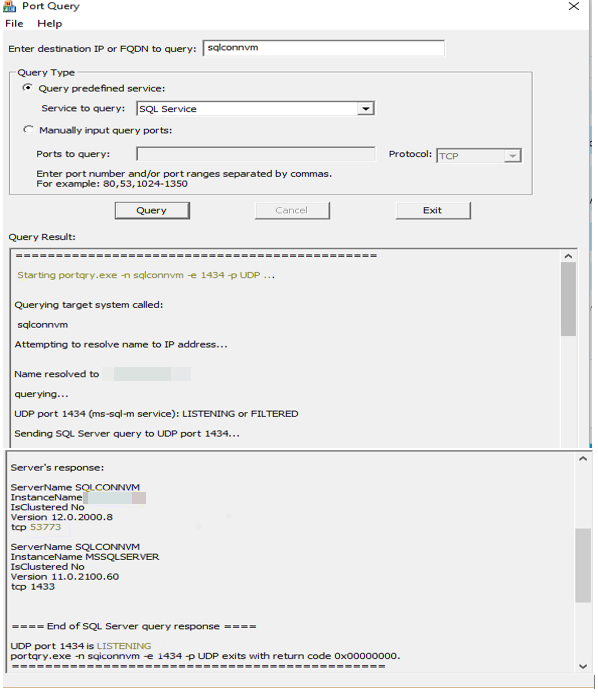 Port Query
File Help
Enter destination IP or FQDN to query: sqlconnvm
Query Type
Query predefined service:
Service to query: SQL Service
Manually input query ports:
Ports to query: Protocol: TCP
Enter port number and/or port ranges separated by commas.
For example: 80,53,1024-1350
Query Cancel Exit
Query Result:
=============================================
Starting portqry.exe -n sqlconnvm -e 1434 -p UDP ...
Querying target system called:
sqlconnvm
Attempting to resolve name to IP address...
Name resolved to
querying...
UDP port 1434 (ms-sql-m service): LISTENING or FILTERED
Sending SQL Server query to UDP port 1434...
Server's response:
ServerName SQLCONNVM
InstanceName
IsClustered No
Version 12.0.2000.8
tcp 53773
ServerName SQLCONNVM
InstanceName MSSQLSERVER
IsClustered No
Version 11.0.2100.60
tcp 1433
==== End of SQL Server query response ====
UDP port 1434 is LISTENING
portqry.exe -n sqlconnvm -e 1434 -p UDP exits with return code 0x00000000.
=============================================